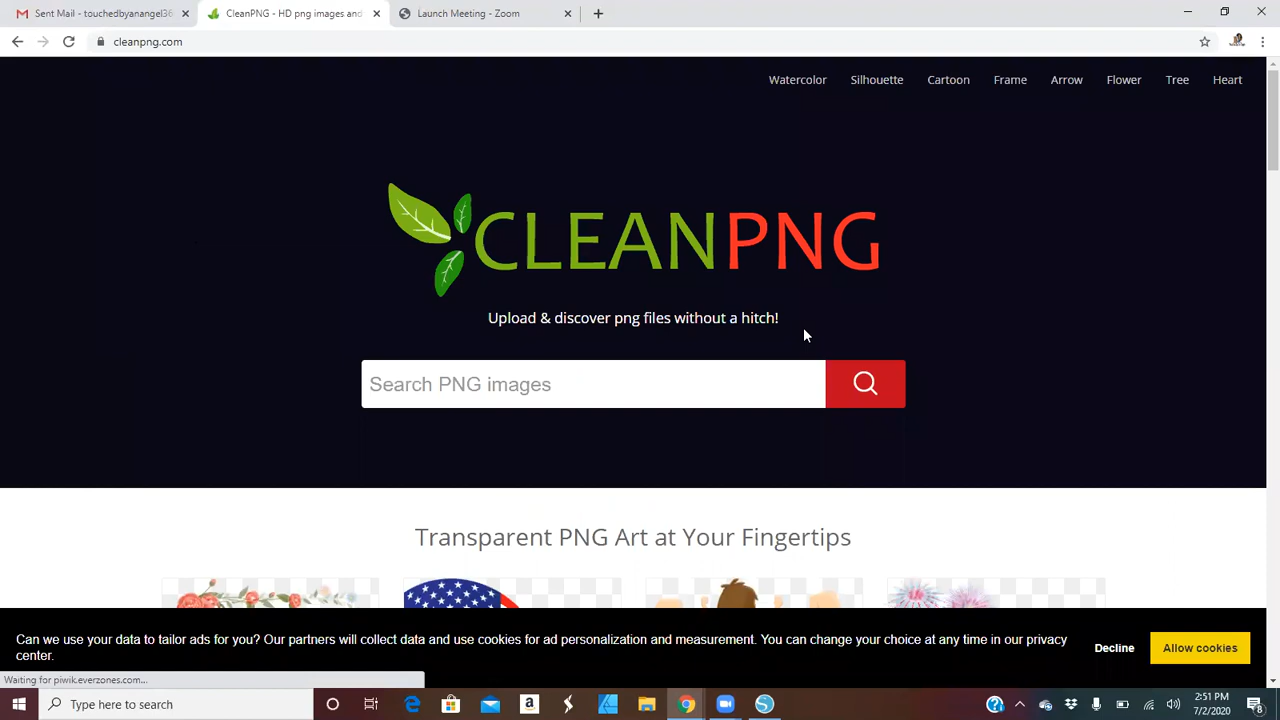 Sent Mail - touchedbyanangel36
CleanPNG - HD png images and
Launch Meeting - Zoom
cleanpng.com
Watercolor Silhouette Cartoon Frame Arrow Flower Tree Heart
CLEANPNG
Upload & discover png files without a hitch!
Search PNG images
Transparent PNG Art at Your Fingertips
Can we use your data to tailor ads for you? Our partners will collect data and use cookies for ad personalization and measurement. You can change your choice at any time in our privacy
center.
Decline
Allow cookies
Waiting for piwik.everzones.com...
Type here to search
2:51 PM
7/2/2020
8